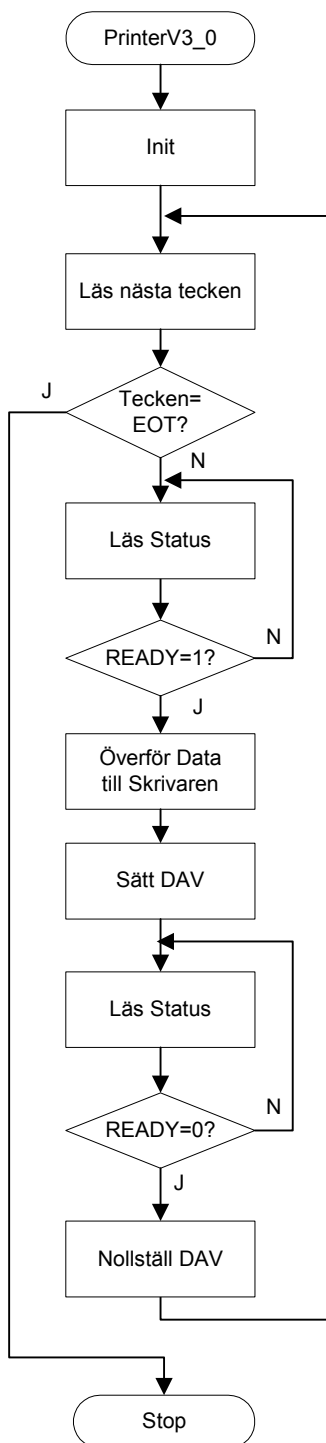 PrinterV3_0
Init
Läs nästa tecken
J
Tecken=
EOT?
N
Läs Status
READY=1?
N
J
Överför Data
till Skrivaren
Sätt DAV
Läs Status
READY=0?
N
J
Nollställ DAV
Stop